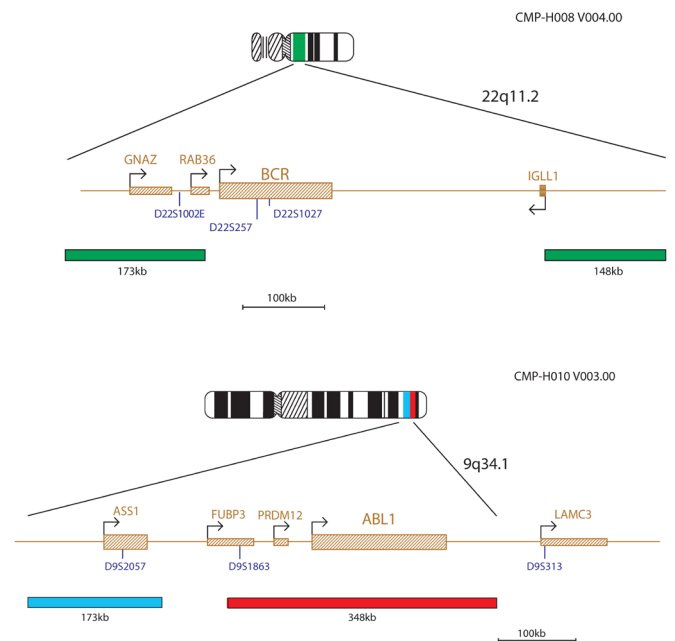 CMP-H008 V004.00
22q11.2
GNAZ
RAB36
BCR
IGLL1
D22S1002E
D22S1027
D22S257
173kb
148kb
100kb
CMP-H010 V003.00
9q34.1
ASS1
FUBP3
PRDM12
ABL1
LAMC3
D9S2057
D9S1863
D9S313
173kb
348kb
100kb